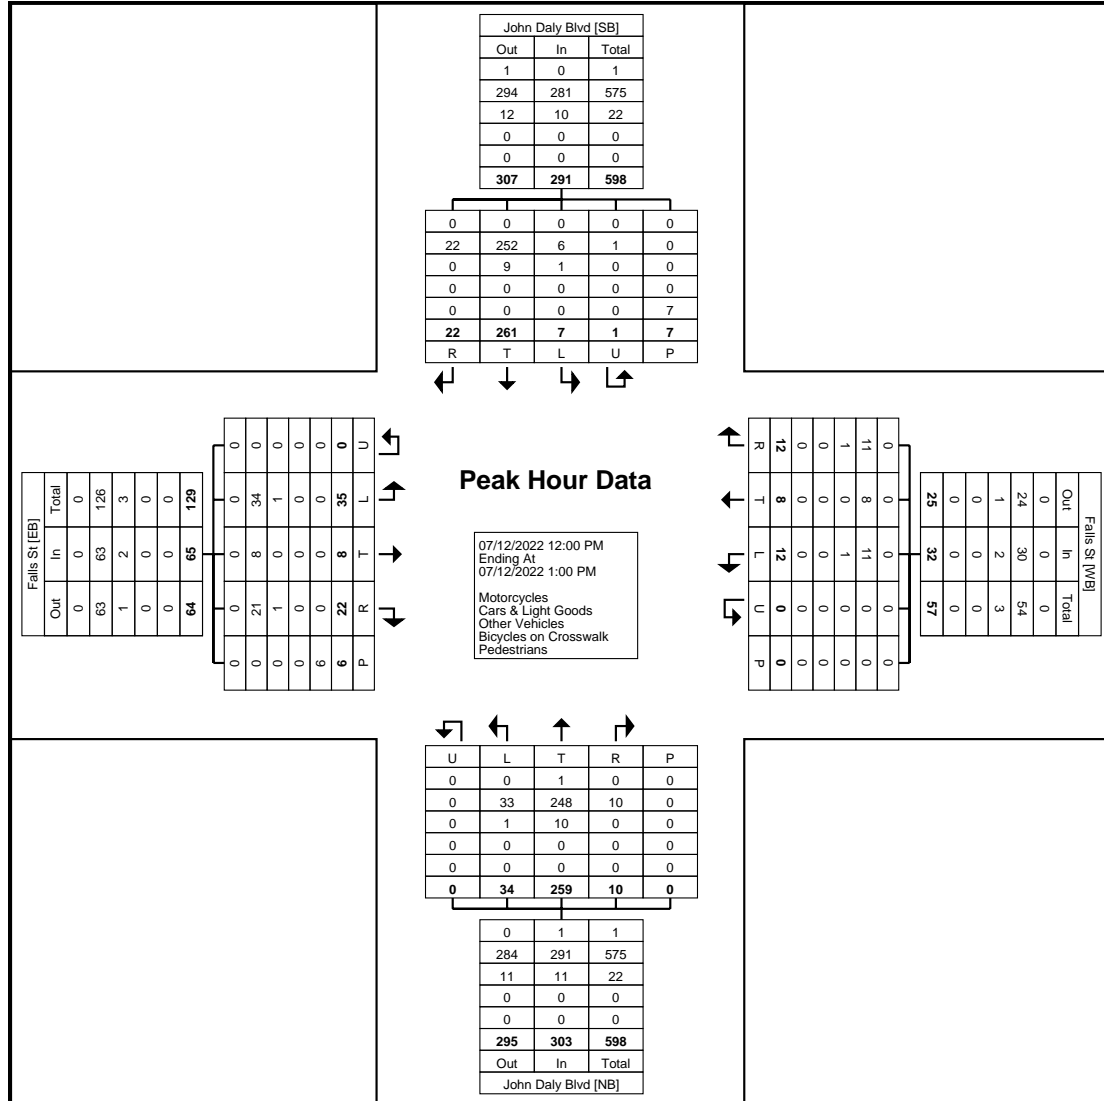 John Daly Blvd [SB]
Out In Total
1 0 1
294 281 575
12 10 22
0 0 0
0 0 0
307 291 598
0 0 0 0 0
22 252 6 1 0
0 9 1 0 0
0 0 0 0 0
0 0 0 0 7
22 261 7 1 7
R T L U P
Falls St [EB]
Total 0 126 3 0 0 129
In 0 63 2 0 0 65
Out 0 63 1 0 0 64
0 0 0 0 0 0 U
0 34 1 0 0 35 L
0 8 0 0 0 8 T
0 21 1 0 0 22 R
0 0 0 0 6 6 P
Peak Hour Data
07/12/2022 12:00 PM
Ending At
07/12/2022 1:00 PM
Motorcycles
Cars & Light Goods
Other Vehicles
Bicycles on Crosswalk
Pedestrians
R 12 0 0 1 11 0
T 8 0 0 0 8 0
L 12 0 0 1 11 0
U 0 0 0 0 0 0
P 0 0 0 0 0 0
Falls St [WB]
25 0 0 1 24 0 Out
32 0 0 2 30 0 In
57 0 0 3 54 0 Total
U L T R P
0 0 1 0 0
0 33 248 10 0
0 1 10 0 0
0 0 0 0 0
0 0 0 0 0
0 34 259 10 0
0 1 1
284 291 575
11 11 22
0 0 0
0 0 0
295 303 598
Out In Total
John Daly Blvd [NB]